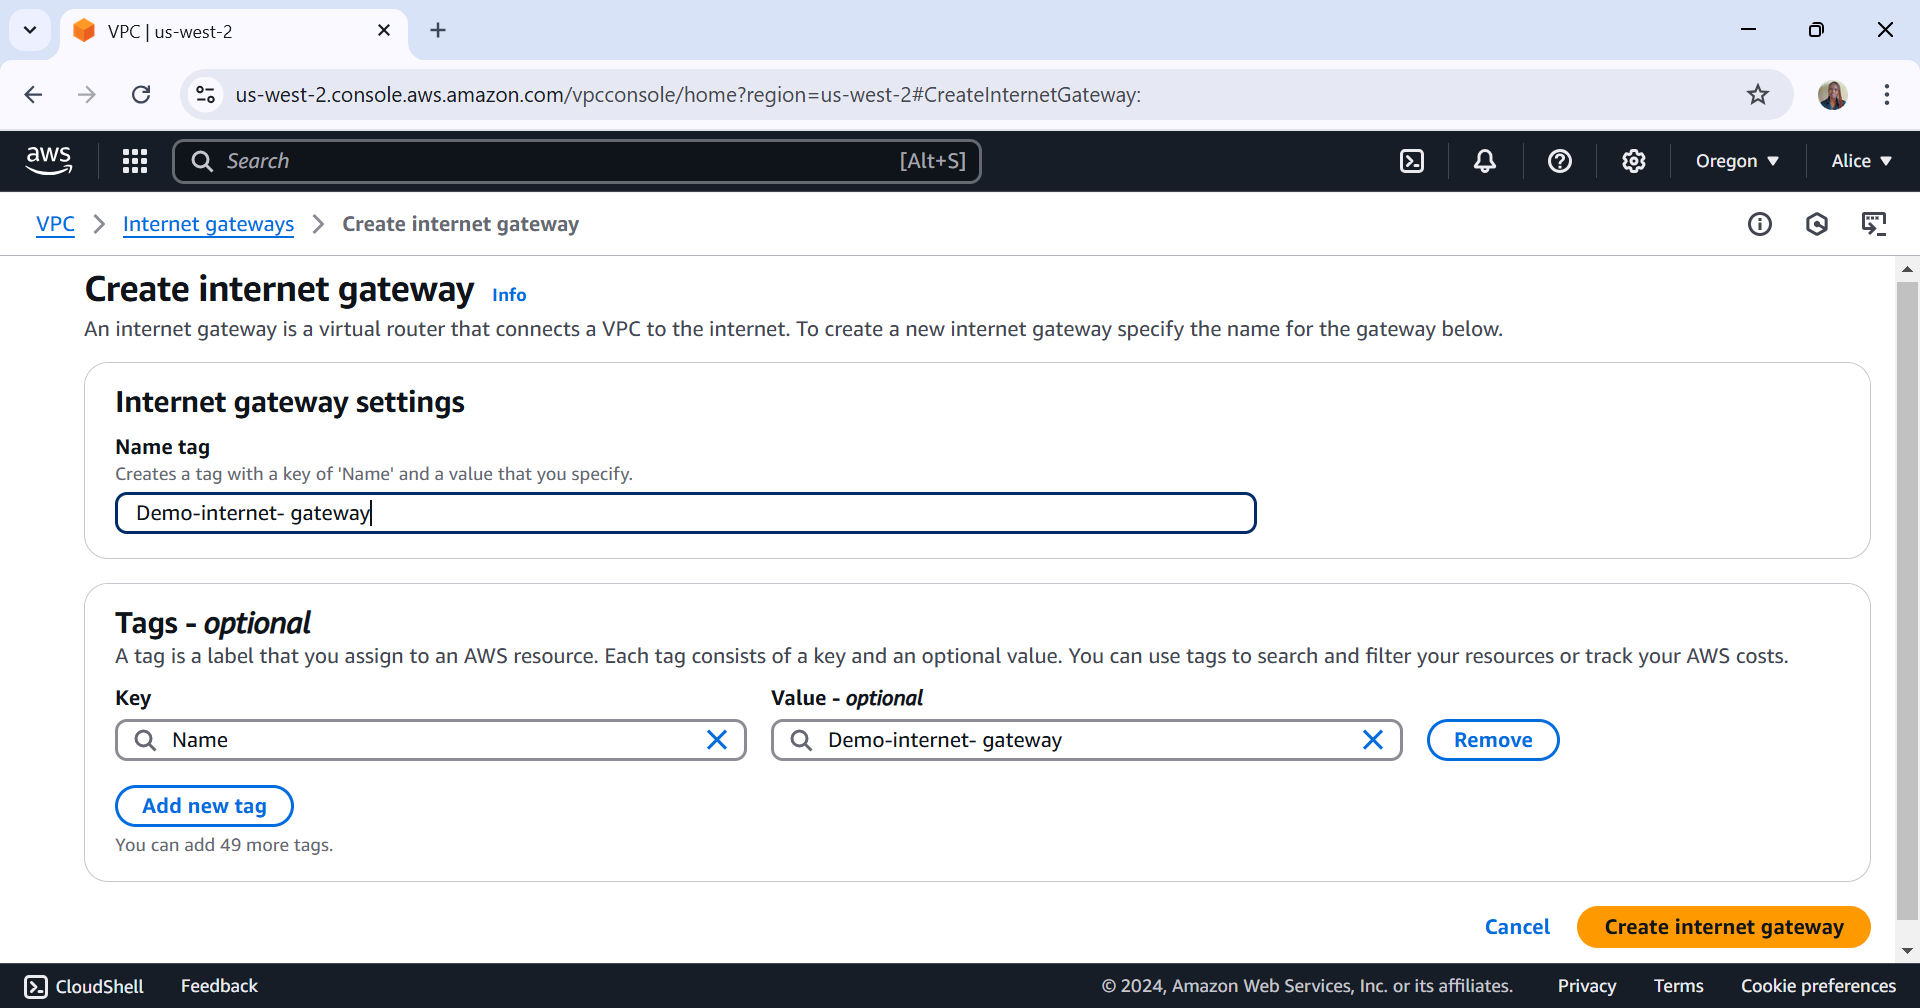 VPC | us-west-2
us-west-2.console.aws.amazon.com/vpcconsole/home?region=us-west-2#CreateInternetGateway:
aws
Search
[Alt+S]
Oregon
Alice
VPC
Internet gateways
Create internet gateway
Create internet gateway
Info
An internet gateway is a virtual router that connects a VPC to the internet. To create a new internet gateway specify the name for the gateway below.
Internet gateway settings
Name tag
Creates a tag with a key of 'Name' and a value that you specify.
Demo-internet- gateway
Tags - optional
A tag is a label that you assign to an AWS resource. Each tag consists of a key and an optional value. You can use tags to search and filter your resources or track your AWS costs.
Key
Value - optional
Name
Demo-internet- gateway
Remove
Add new tag
You can add 49 more tags.
Cancel
Create internet gateway
CloudShell
Feedback
© 2024, Amazon Web Services, Inc. or its affiliates.
Privacy
Terms
Cookie preferences